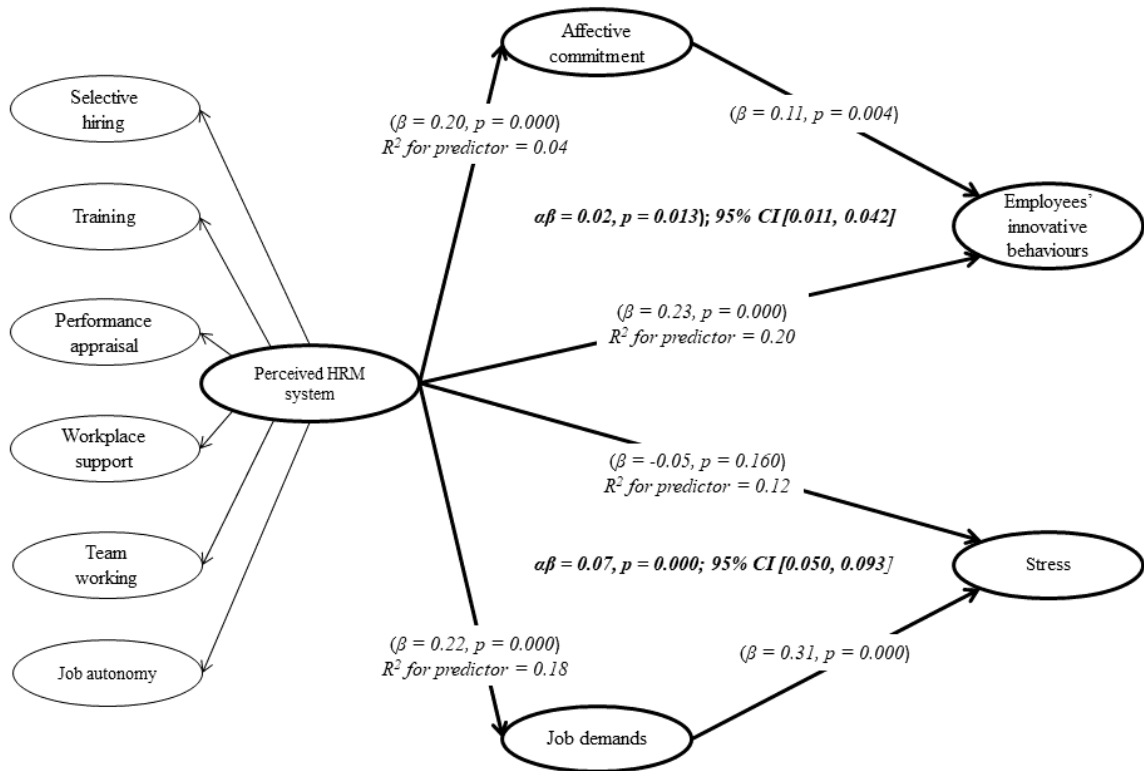 Affective
commitment
Selective
hiring
(β = 0.20, p = 0.000)
R² for predictor = 0.04
(β = 0.11, p = 0.004)
Training
αβ = 0.02, p = 0.013); 95% CI [0.011, 0.042]
Employees’
innovative
behaviours
Performance
appraisal
(β = 0.23, p = 0.000)
R² for predictor = 0.20
Perceived HRM
system
Workplace
support
(β = -0.05, p = 0.160)
R² for predictor = 0.12
Team
working
αβ = 0.07, p = 0.000; 95% CI [0.050, 0.093]
Stress
(β = 0.22, p = 0.000)
R² for predictor = 0.18
(β = 0.31, p = 0.000)
Job autonomy
Job demands